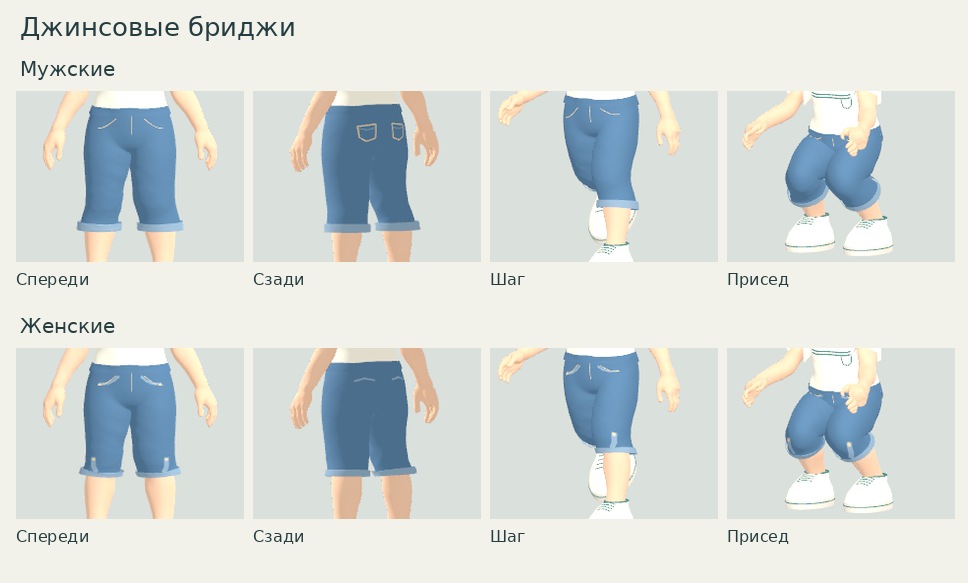 Джинсовые бриджи
Мужские
Спереди
Сзади
Шаг
Присед
Женские
Спереди
Сзади
Шаг
Присед